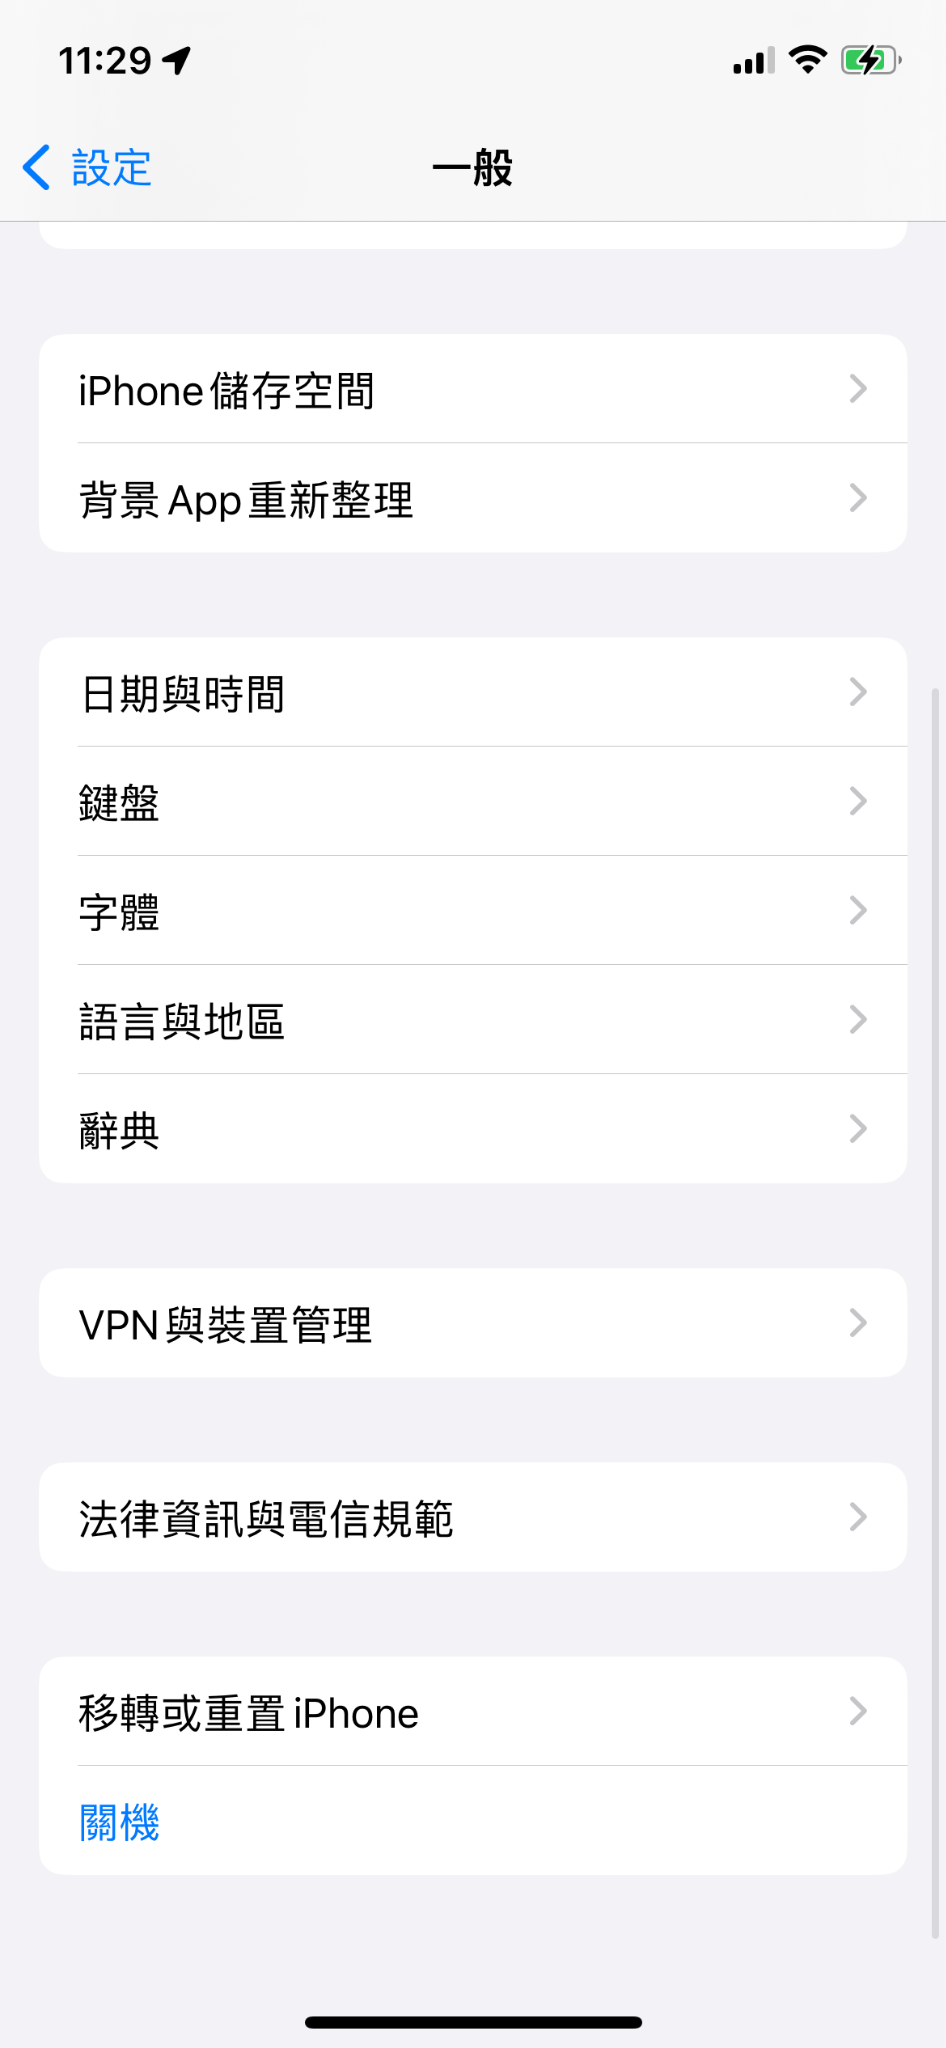 11:29
設定
一般
iPhone儲存空間
背景App重新整理
日期與時間
鍵盤
字體
語言與地區
辭典
VPN與裝置管理
法律資訊與電信規範
移轉或重置iPhone
關機